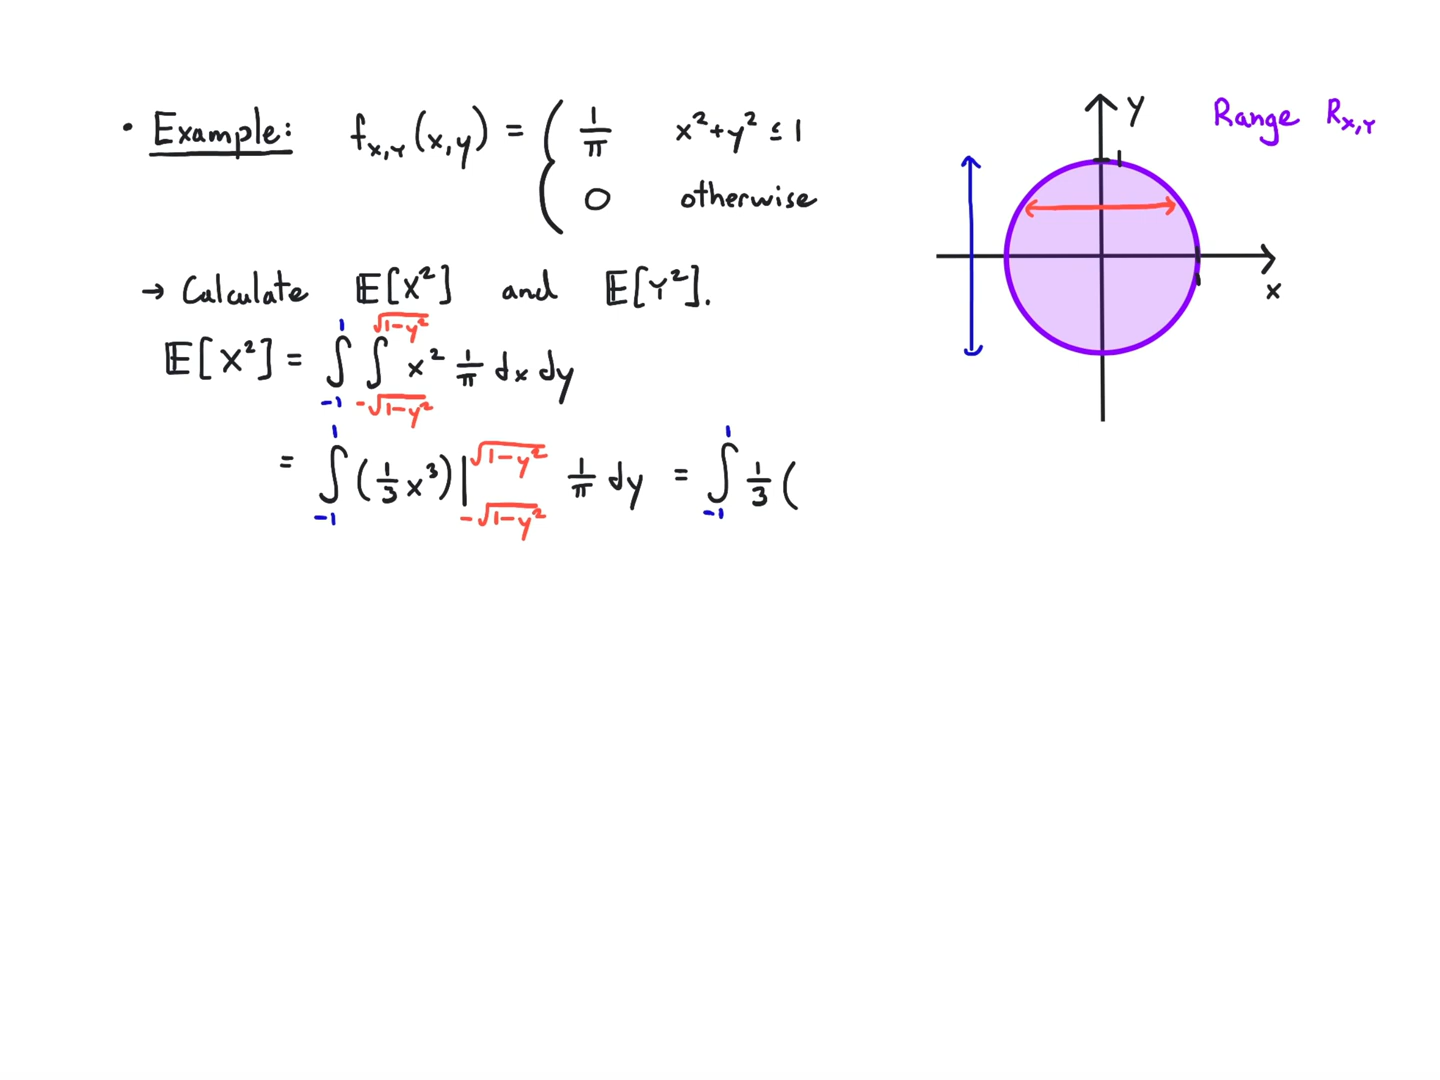 • Example: f_{X,Y}(x,y) = { 1/π x²+y² ≤ 1
0 otherwise
→ Calculate 𝔼[X²] and 𝔼[Y²].
𝔼[X²] = ∫_{-1}^{1} ∫_{-√(1-y²)}^{√(1-y²)} x² 1/π dx dy
= ∫_{-1}^{1} (1/3 x³)|_{-√(1-y²)}^{√(1-y²)} 1/π dy = ∫_{-1}^{1} 1/3 (
y
Range R_{X,Y}
1
1
x